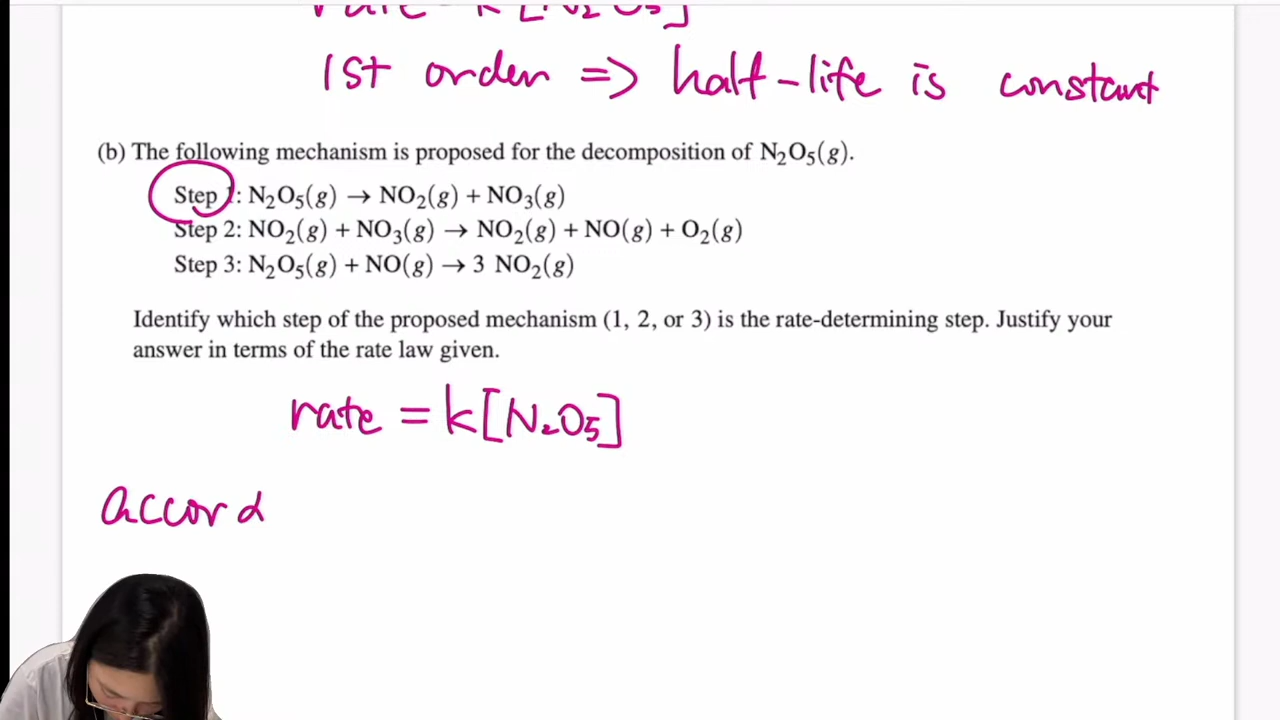 rate = k[N₂O₅]
1st order => half-life is constant
(b) The following mechanism is proposed for the decomposition of N₂O₅(g).
Step 1: N₂O₅(g) → NO₂(g) + NO₃(g)
Step 2: NO₂(g) + NO₃(g) → NO₂(g) + NO(g) + O₂(g)
Step 3: N₂O₅(g) + NO(g) → 3 NO₂(g)
Identify which step of the proposed mechanism (1, 2, or 3) is the rate-determining step. Justify your
answer in terms of the rate law given.
rate = k[N₂O₅]
accord